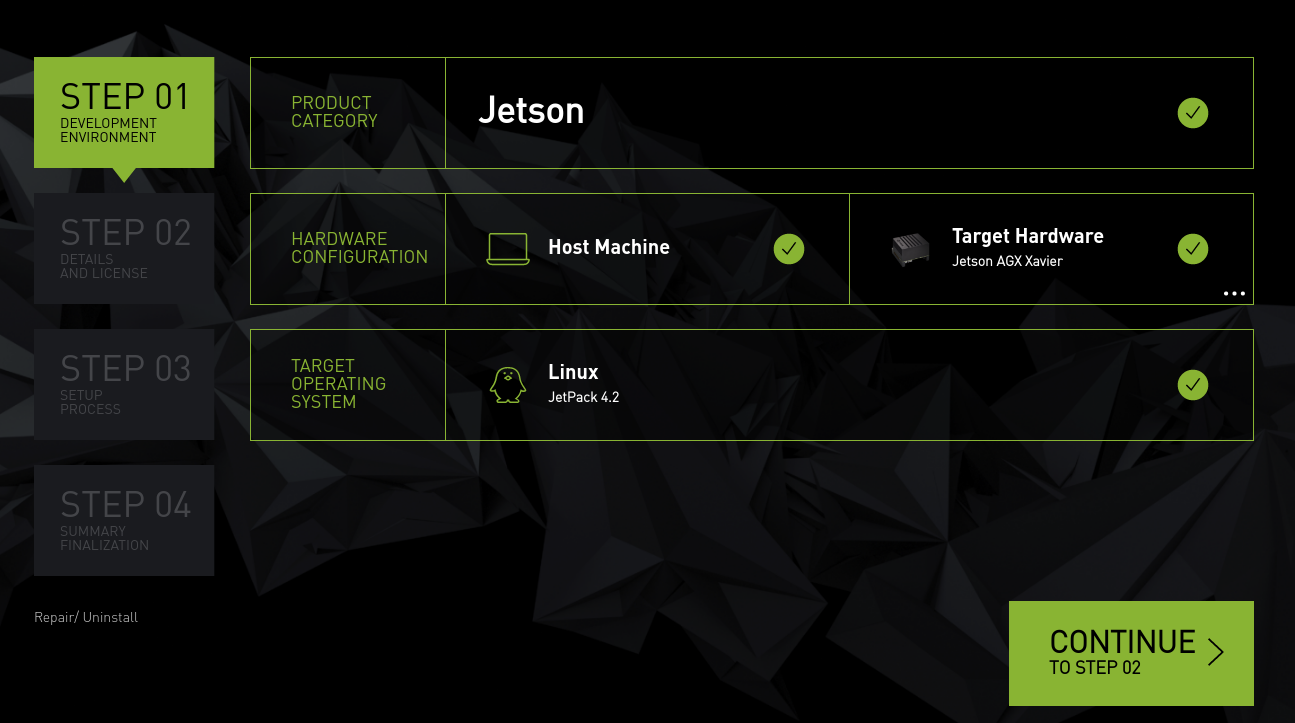 STEP 01
DEVELOPMENT
ENVIRONMENT
PRODUCT
CATEGORY
Jetson
STEP 02
DETAILS
AND LICENSE
HARDWARE
CONFIGURATION
Host Machine
Target Hardware
Jetson AGX Xavier
STEP 03
SETUP
PROCESS
TARGET
OPERATING
SYSTEM
Linux
JetPack 4.2
STEP 04
SUMMARY
FINALIZATION
Repair/ Uninstall
CONTINUE
TO STEP 02